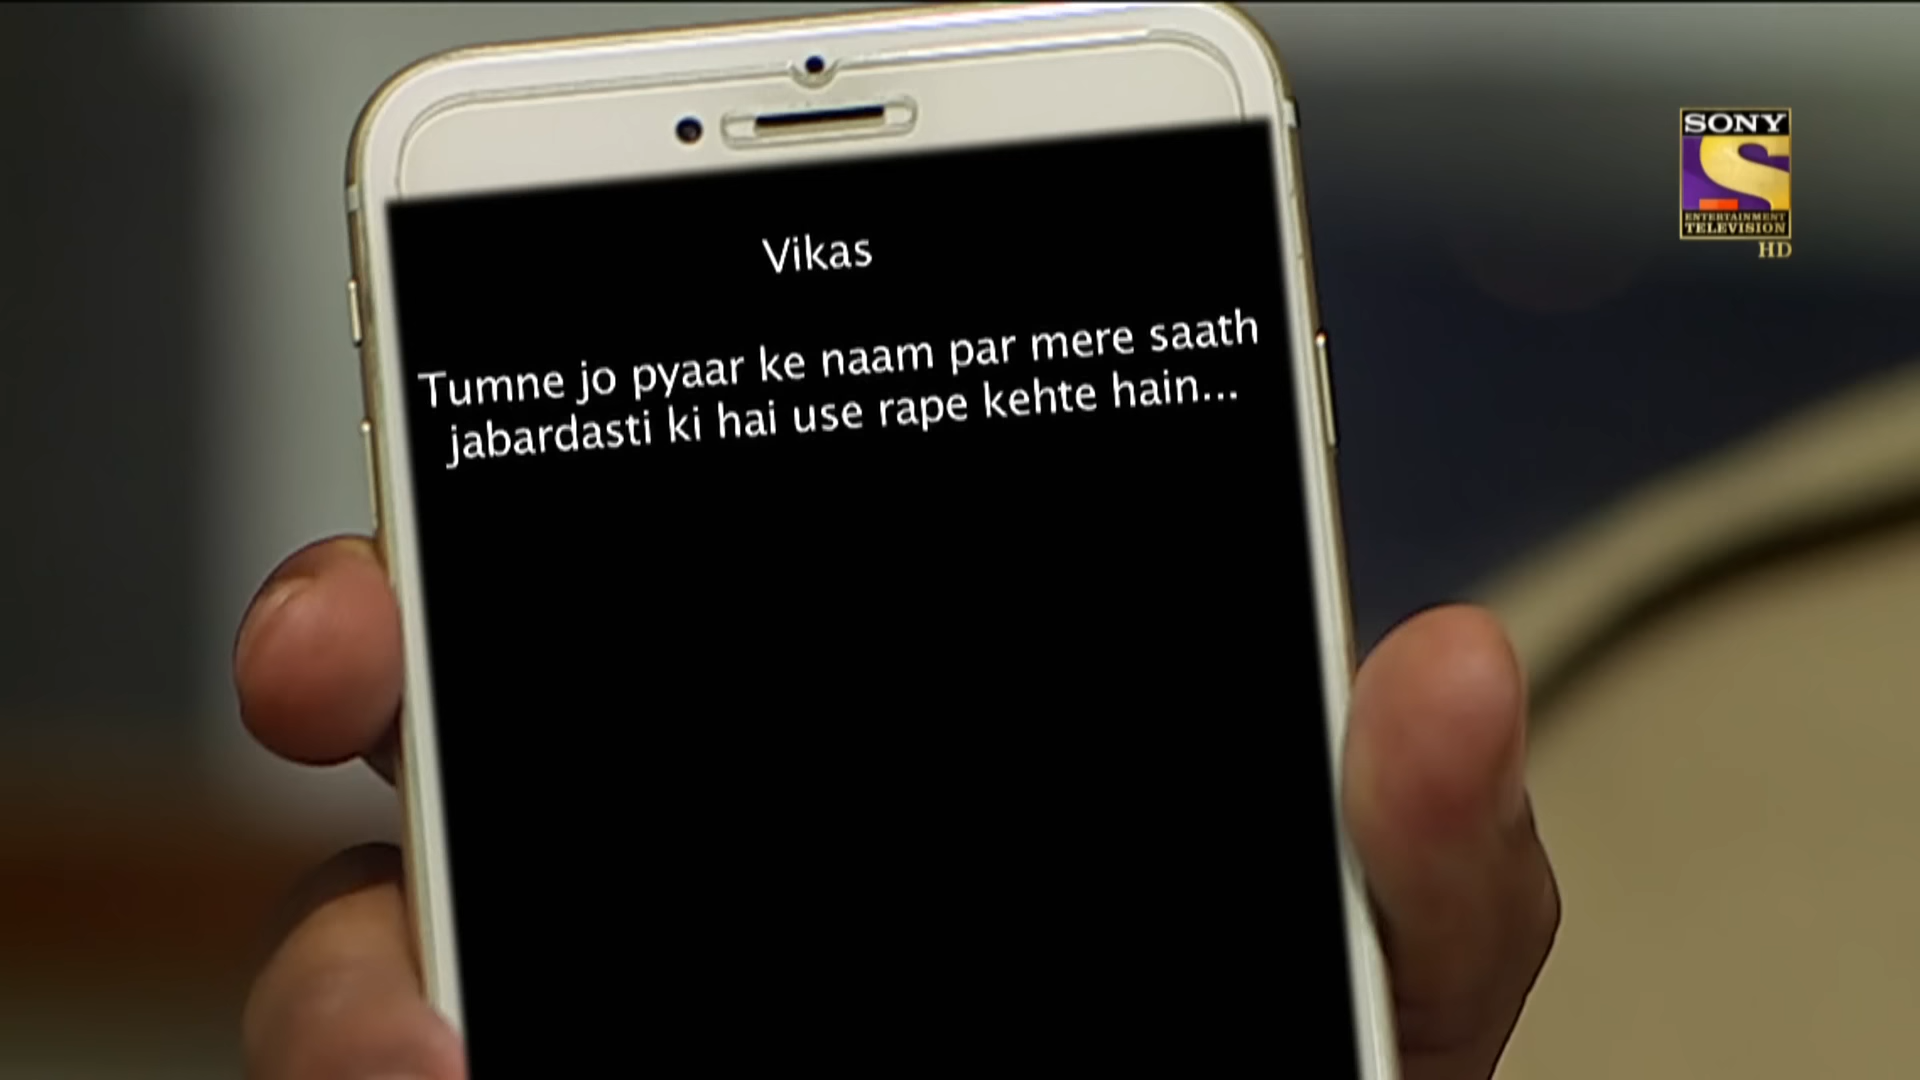 SONY
ENTERTAINMENT
TELEVISION
HD
Vikas
Tumne jo pyaar ke naam par mere saath
jabardasti ki hai use rape kehte hain...